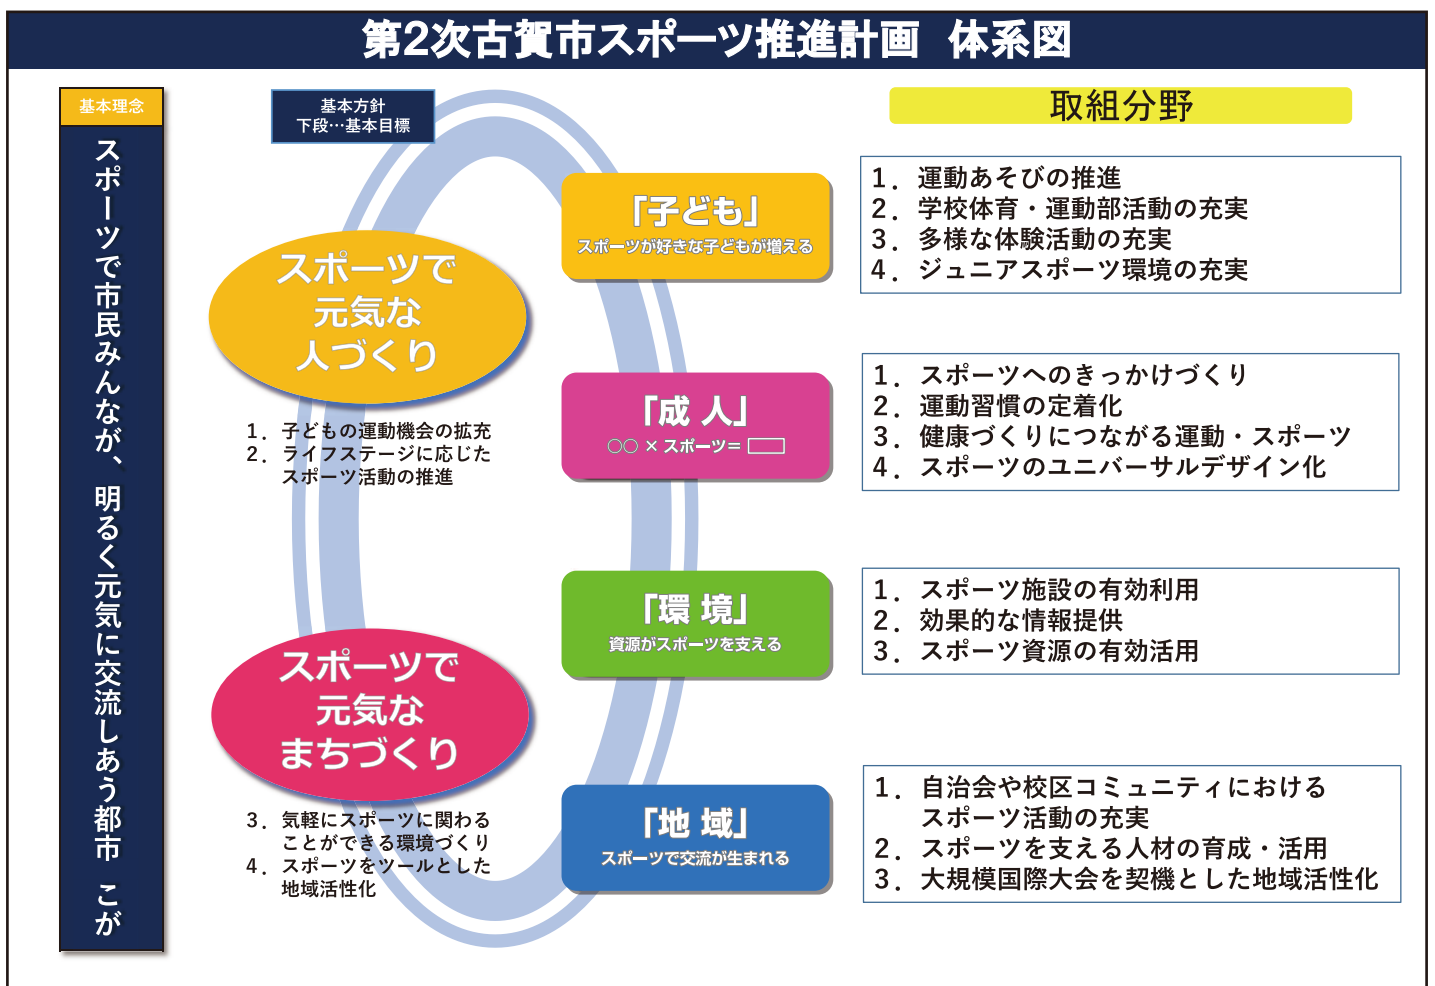 第2次古賀市スポーツ推進計画　体系図
基本理念
スポーツで市民みんなが、明るく元気に交流しあう都市　こが
基本方針
下段…基本目標
スポーツで
元気な
人づくり
1．子どもの運動機会の拡充
2．ライフステージに応じた
スポーツ活動の推進
スポーツで
元気な
まちづくり
3．気軽にスポーツに関わる
ことができる環境づくり
4．スポーツをツールとした
地域活性化
「子ども」
スポーツが好きな子どもが増える
「成 人」
○○ × スポーツ＝
「環 境」
資源がスポーツを支える
「地 域」
スポーツで交流が生まれる
取組分野
1．運動あそびの推進
2．学校体育・運動部活動の充実
3．多様な体験活動の充実
4．ジュニアスポーツ環境の充実
1．スポーツへのきっかけづくり
2．運動習慣の定着化
3．健康づくりにつながる運動・スポーツ
4．スポーツのユニバーサルデザイン化
1．スポーツ施設の有効利用
2．効果的な情報提供
3．スポーツ資源の有効活用
1．自治会や校区コミュニティにおける
スポーツ活動の充実
2．スポーツを支える人材の育成・活用
3．大規模国際大会を契機とした地域活性化